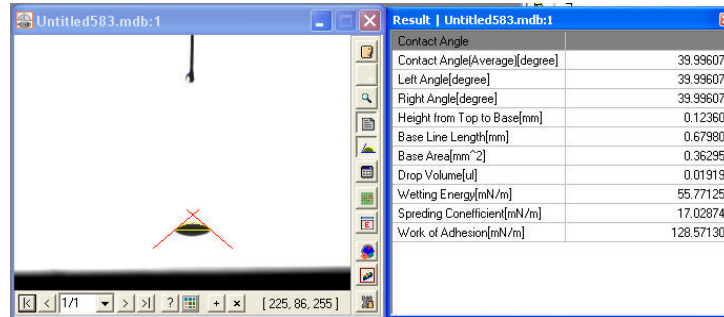 Untitled583.mdb:1
Result | Untitled583.mdb:1
Contact Angle
Contact Angle(Average)[degree] 39.99607
Left Angle[degree] 39.99607
Right Angle[degree] 39.99607
Height from Top to Base[mm] 0.12360
Base Line Length[mm] 0.67980
Base Area[mm^2] 0.36295
Drop Volume[ul] 0.01919
Wetting Energy[mN/m] 55.77125
Spreding Conefficient[mN/m] 17.02874
Work of Adhesion[mN/m] 128.57130
1/1 ? + × [ 225, 86, 255 ]